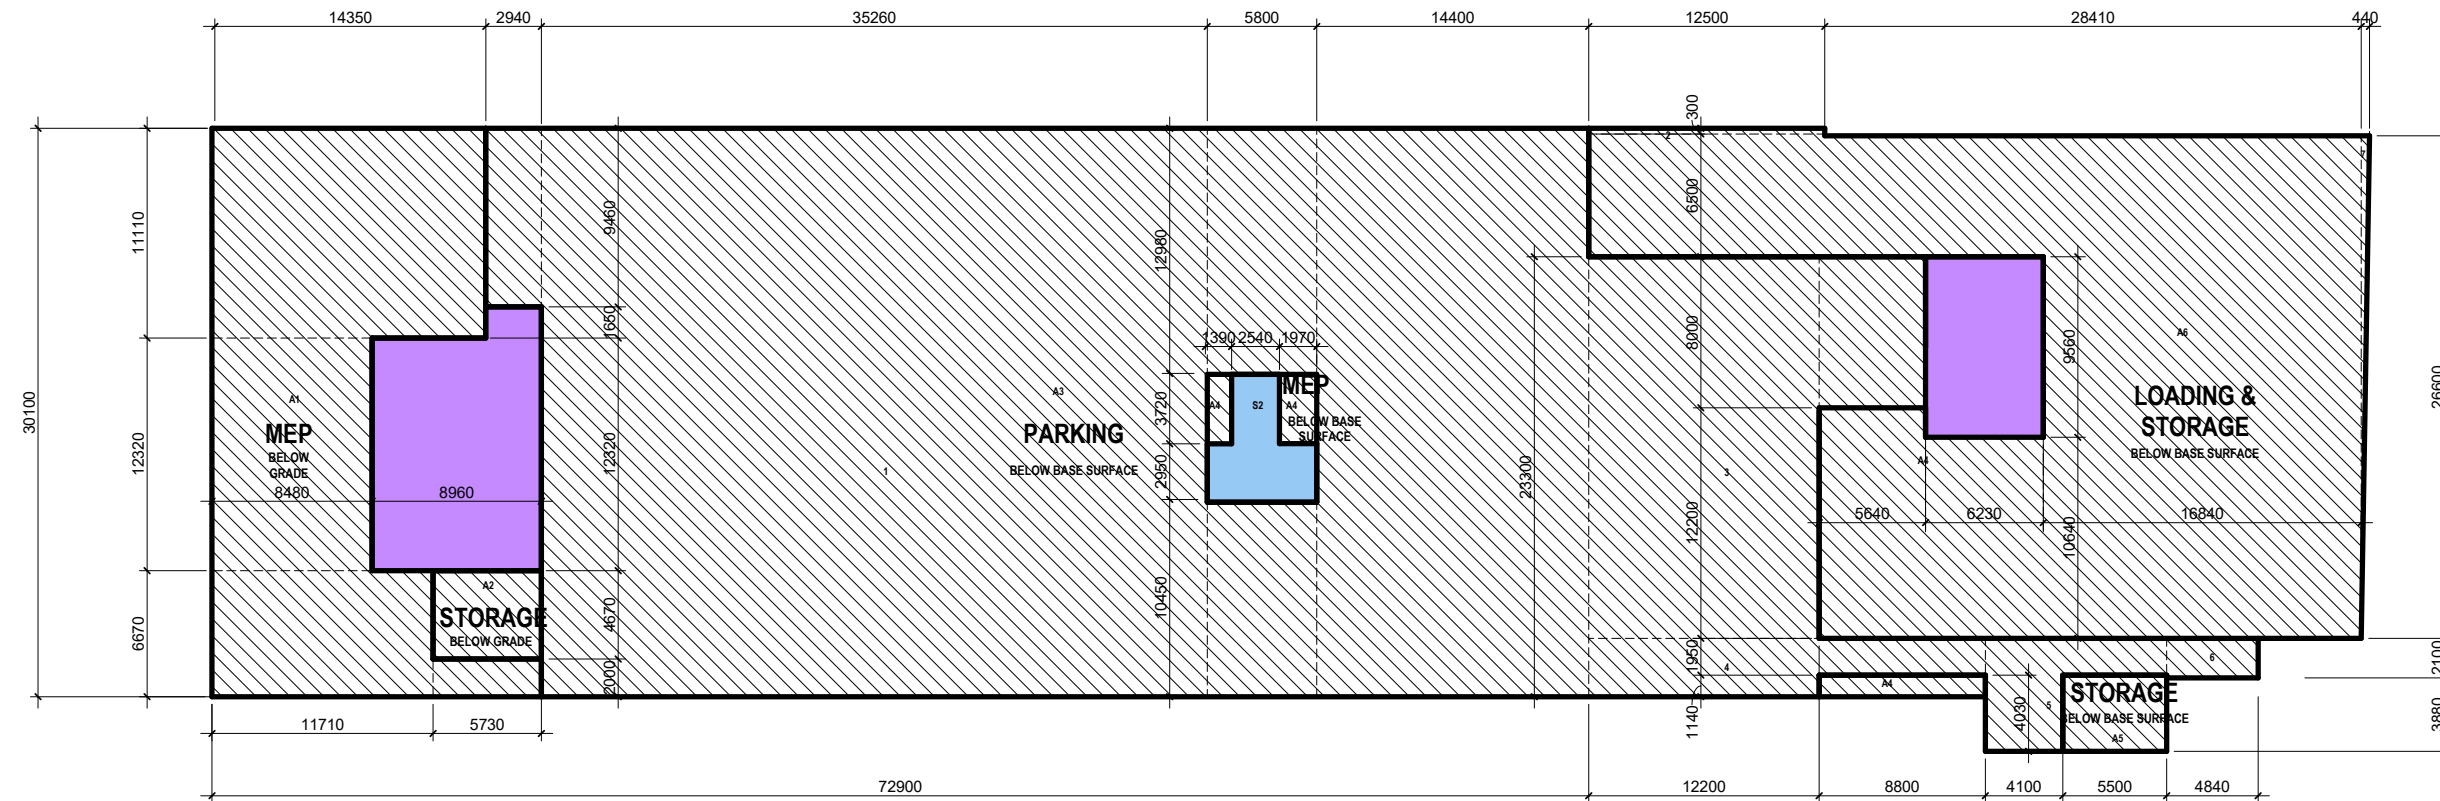 14350 2940 35260 5800 14400 12500 28410 440
300
2
7
11110
9460
6500
12980
1650
8000
9560
A6
1390 2540 1970
26600
30100
A1
A3
3720
A4 S2 A4
MEP
BELOW BASE
SURFACE
LOADING &
STORAGE
BELOW BASE SURFACE
MEP
BELOW
GRADE
PARKING
BELOW BASE SURFACE
12320
12320
1
2950
23300
3
A4
8480 8960
5640 6230 16840
12200
10640
10450
A2
STORAGE
BELOW GRADE
4670
6670
2000
1950
4
6
2100
A4
STORAGE
BELOW BASE SURFACE
A5
5
4030
1140
3880
11710 5730
72900 12200 8800 4100 5500 4840